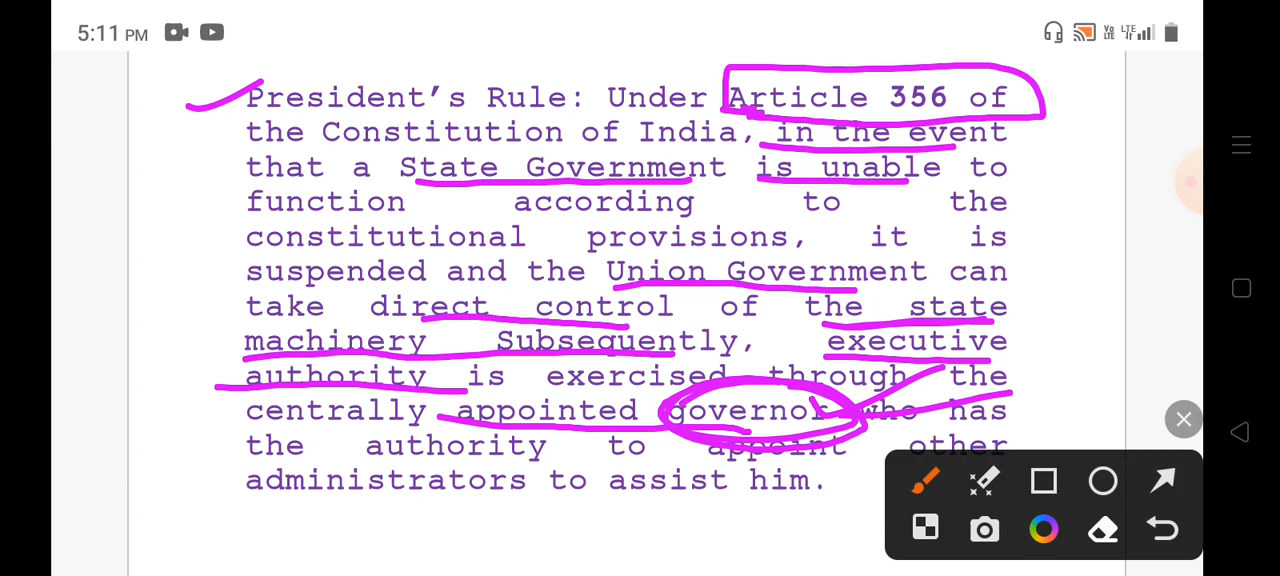 5:11 PM
Vo LTE LTE
President's Rule: Under Article 356 of
the Constitution of India, in the event
that a State Government is unable to
function according to the
constitutional provisions, it is
suspended and the Union Government can
take direct control of the state
machinery Subsequently, executive
authority is exercised through the
centrally appointed governor who has
the authority to appoint other
administrators to assist him.